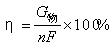 η = G物 / nF × 100%